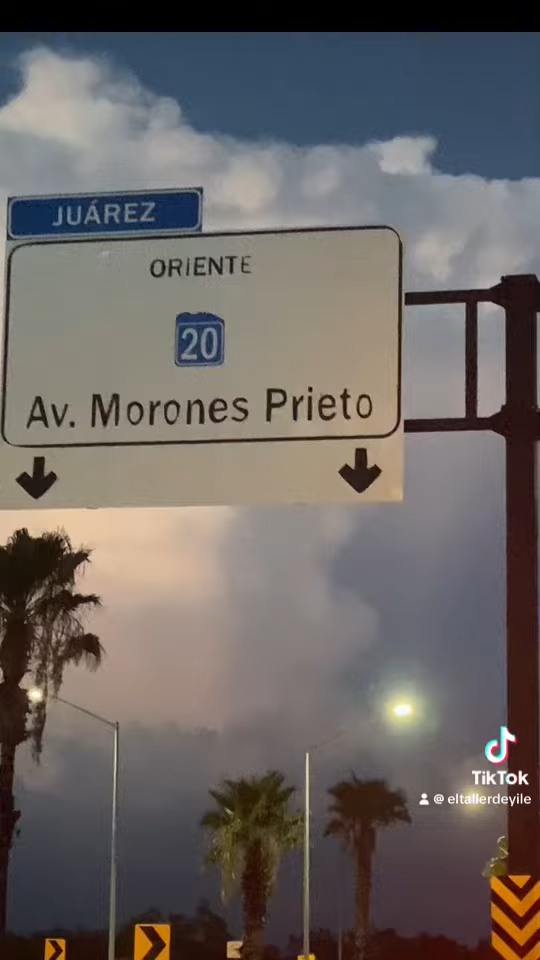 JUÁREZ
ORIENTE
20
Av. Morones Prieto
TikTok
@ eltallerdeyile